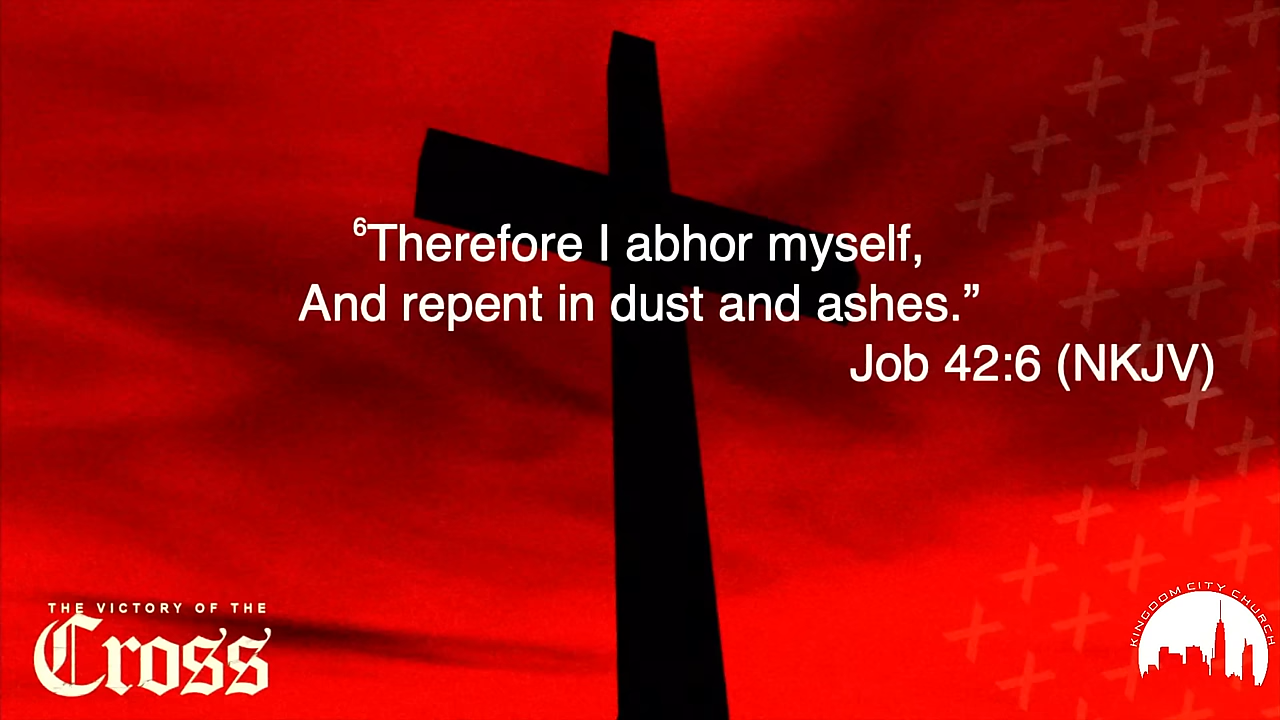 ⁶Therefore I abhor myself,
And repent in dust and ashes.”
Job 42:6 (NKJV)
THE VICTORY OF THE
Cross
KINGDOM CITY CHURCH